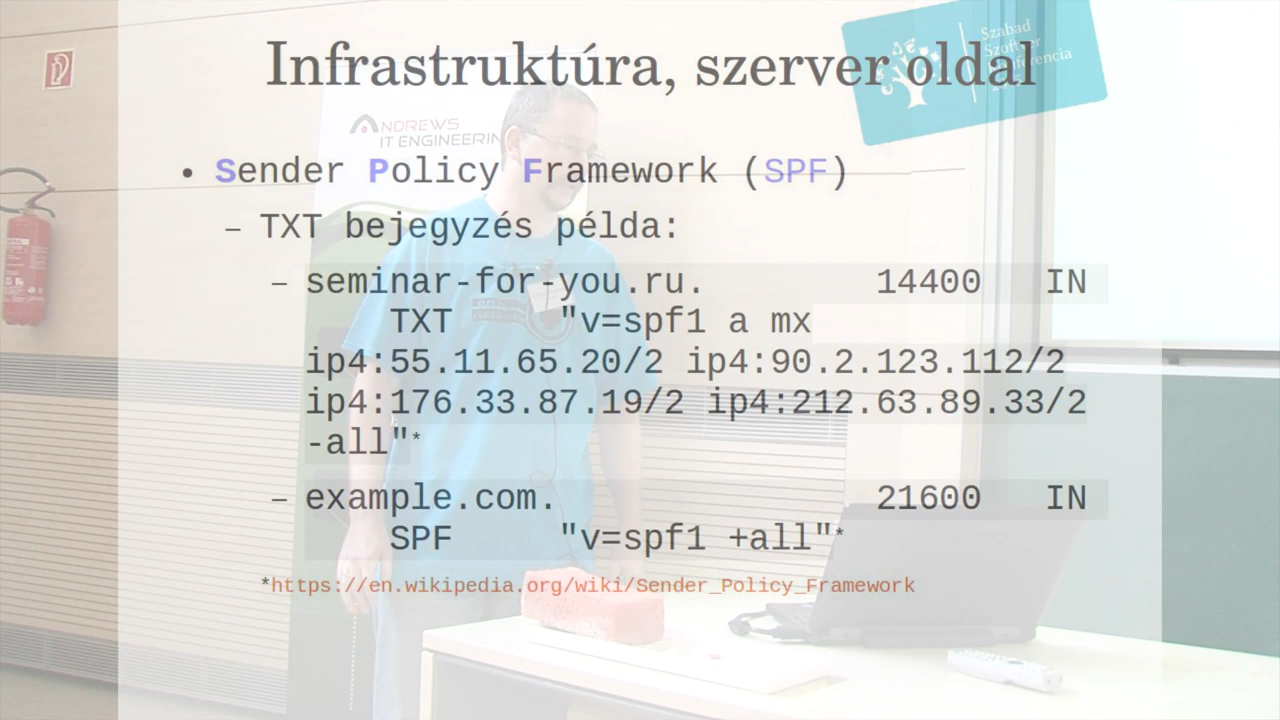 Infrastruktúra, szerver oldal
Szabad
Szoftver
Konferencia
ANDREWS
IT ENGINEERIN
• Sender Policy Framework (SPF)
– TXT bejegyzés példa:
– seminar-for-you.ru. 14400 IN
TXT "v=spf1 a mx
ip4:55.11.65.20/2 ip4:90.2.123.112/2
ip4:176.33.87.19/2 ip4:212.63.89.33/2
-all"*
– example.com. 21600 IN
SPF "v=spf1 +all"*
*https://en.wikipedia.org/wiki/Sender_Policy_Framework